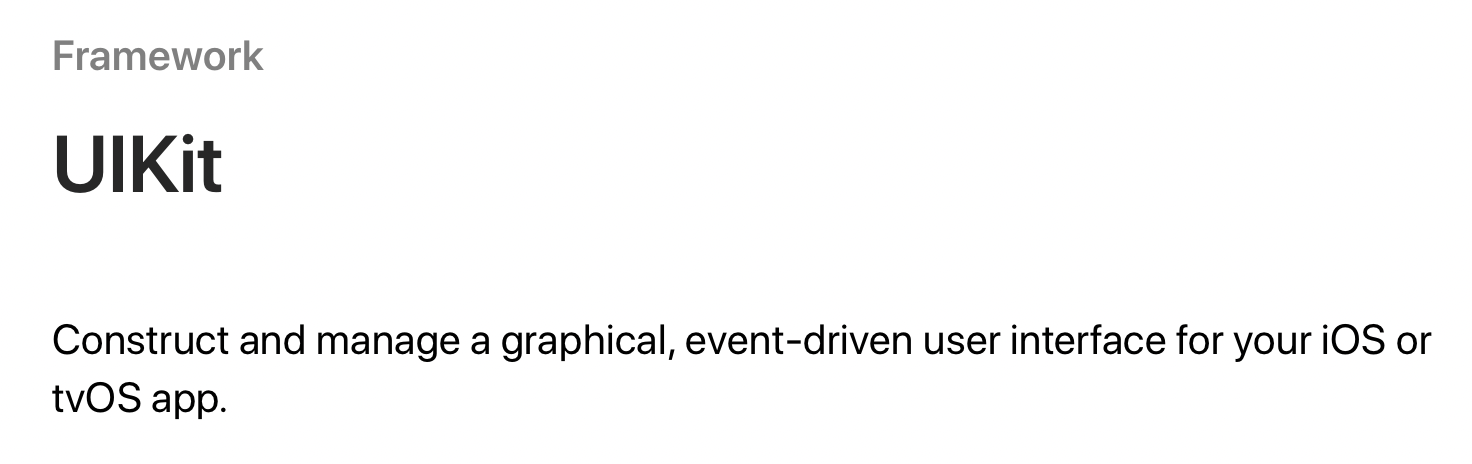 Framework
UIKit
Construct and manage a graphical, event-driven user interface for your iOS or
tvOS app.